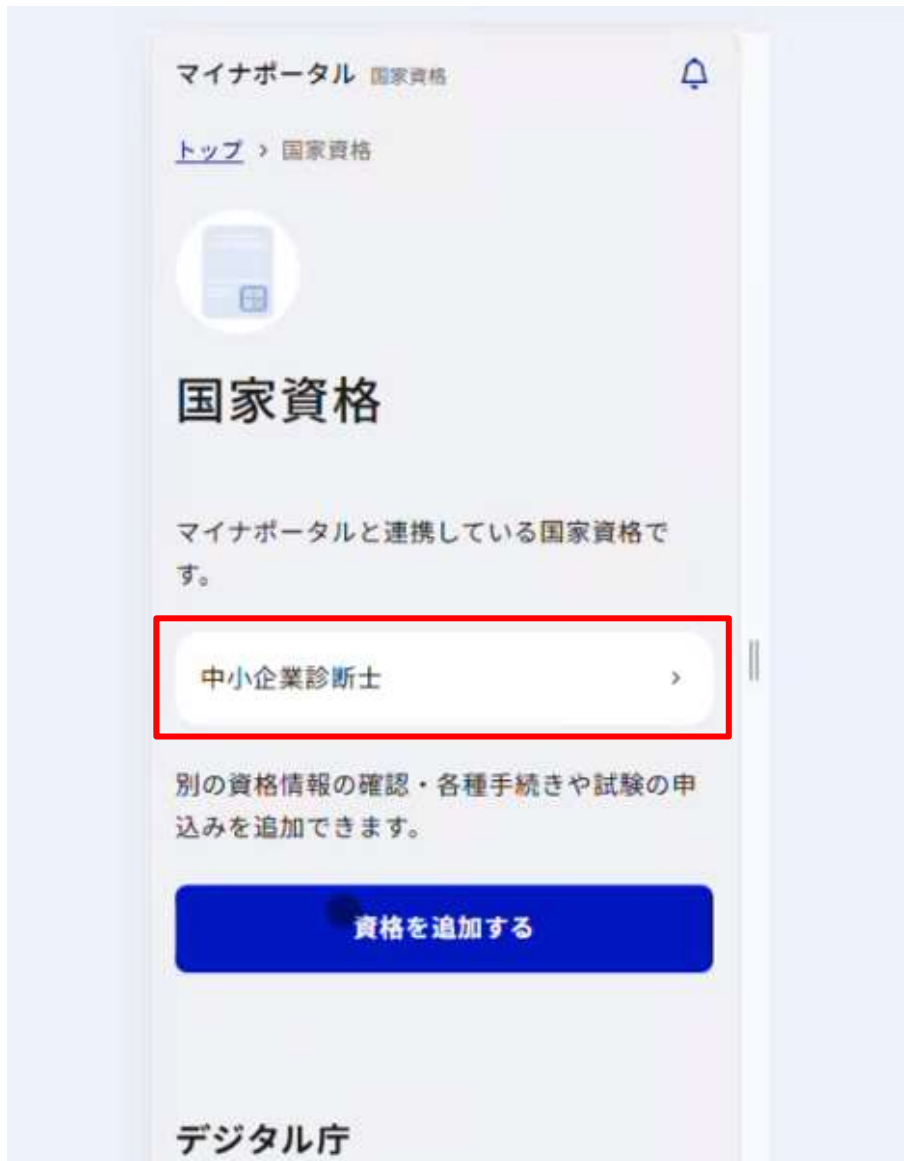 マイナポータル 国家資格
トップ › 国家資格
国家資格
マイナポータルと連携している国家資格で
す。
中小企業診断士 ›
別の資格情報の確認・各種手続きや試験の申
込みを追加できます。
資格を追加する
デジタル庁